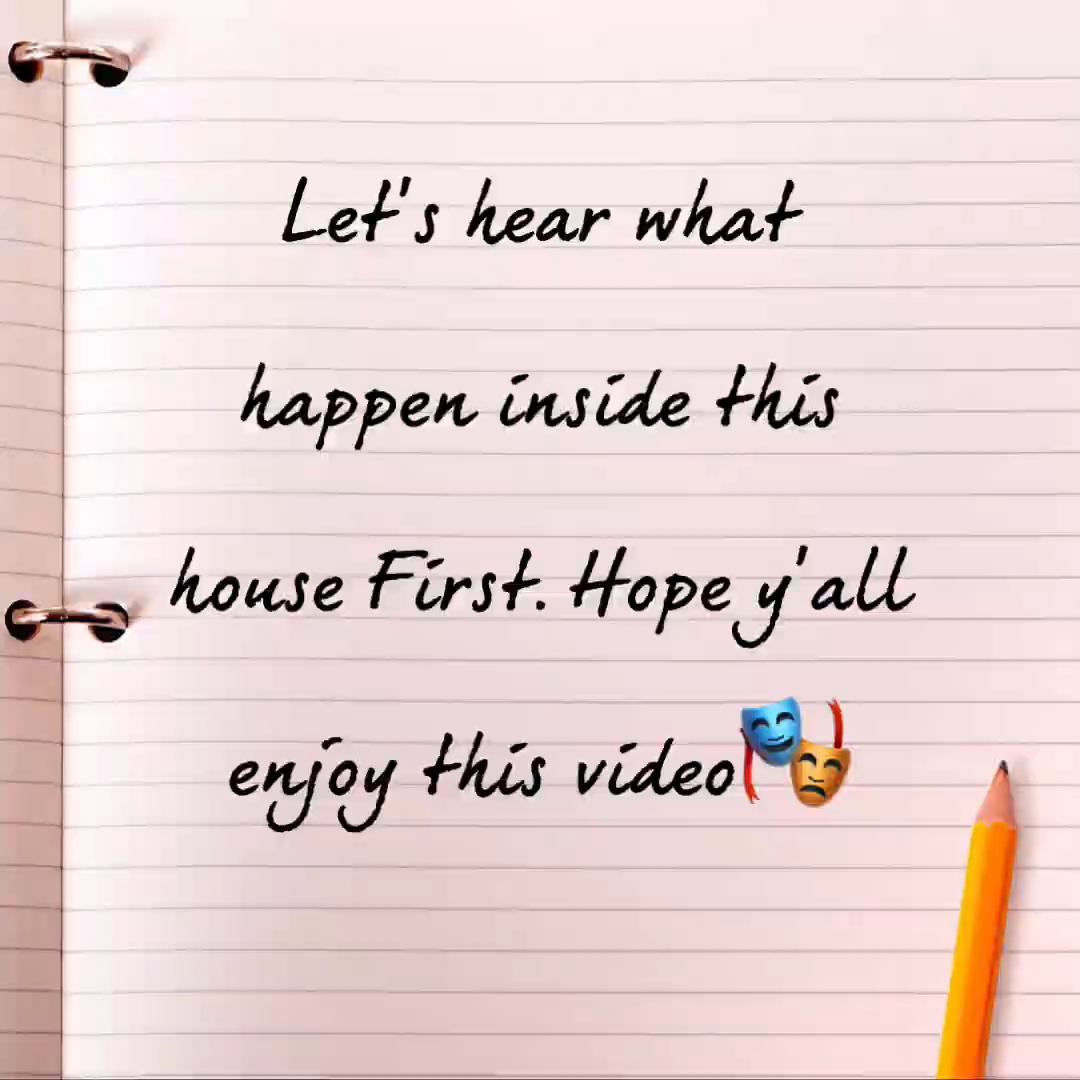 Let's hear what
happen inside this
house First. Hope y'all
enjoy this video🎭